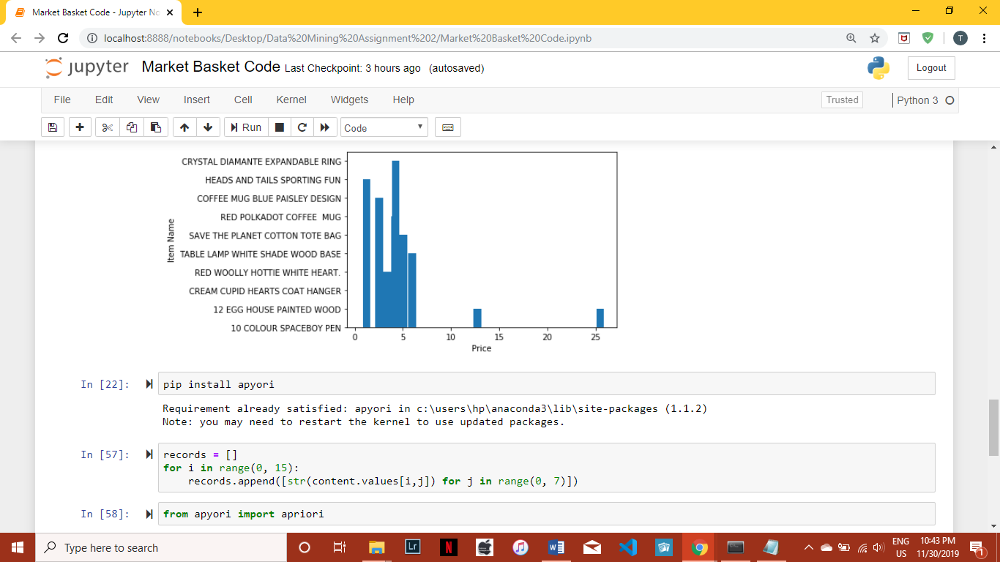 Market Basket Code - Jupyter No
localhost:8888/notebooks/Desktop/Data%20Mining%20Assignment%202/Market%20Basket%20Code.ipynb
T
jupyter Market Basket Code Last Checkpoint: 3 hours ago (autosaved)
Logout
File Edit View Insert Cell Kernel Widgets Help
Trusted Python 3
Run Code
CRYSTAL DIAMANTE EXPANDABLE RING
HEADS AND TAILS SPORTING FUN
COFFEE MUG BLUE PAISLEY DESIGN
RED POLKADOT COFFEE  MUG
SAVE THE PLANET COTTON TOTE BAG
TABLE LAMP WHITE SHADE WOOD BASE
RED WOOLLY HOTTIE WHITE HEART.
CREAM CUPID HEARTS COAT HANGER
12 EGG HOUSE PAINTED WOOD
10 COLOUR SPACEBOY PEN
Item Name
0 5 10 15 20 25
Price
In [22]: pip install apyori
Requirement already satisfied: apyori in c:\users\hp\anaconda3\lib\site-packages (1.1.2)
Note: you may need to restart the kernel to use updated packages.
In [57]: records = []
for i in range(0, 15):
    records.append([str(content.values[i,j]) for j in range(0, 7)])
In [58]: from apyori import apriori
Type here to search
Lr
N
W
ENG
US
10:43 PM
11/30/2019
1